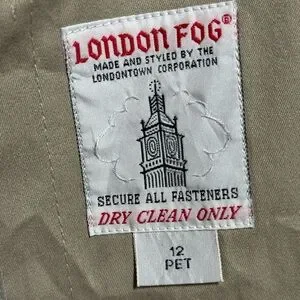 LONDON FOG®
MADE AND STYLED BY THE
LONDONTOWN CORPORATION
SECURE ALL FASTENERS
DRY CLEAN ONLY
12
PET